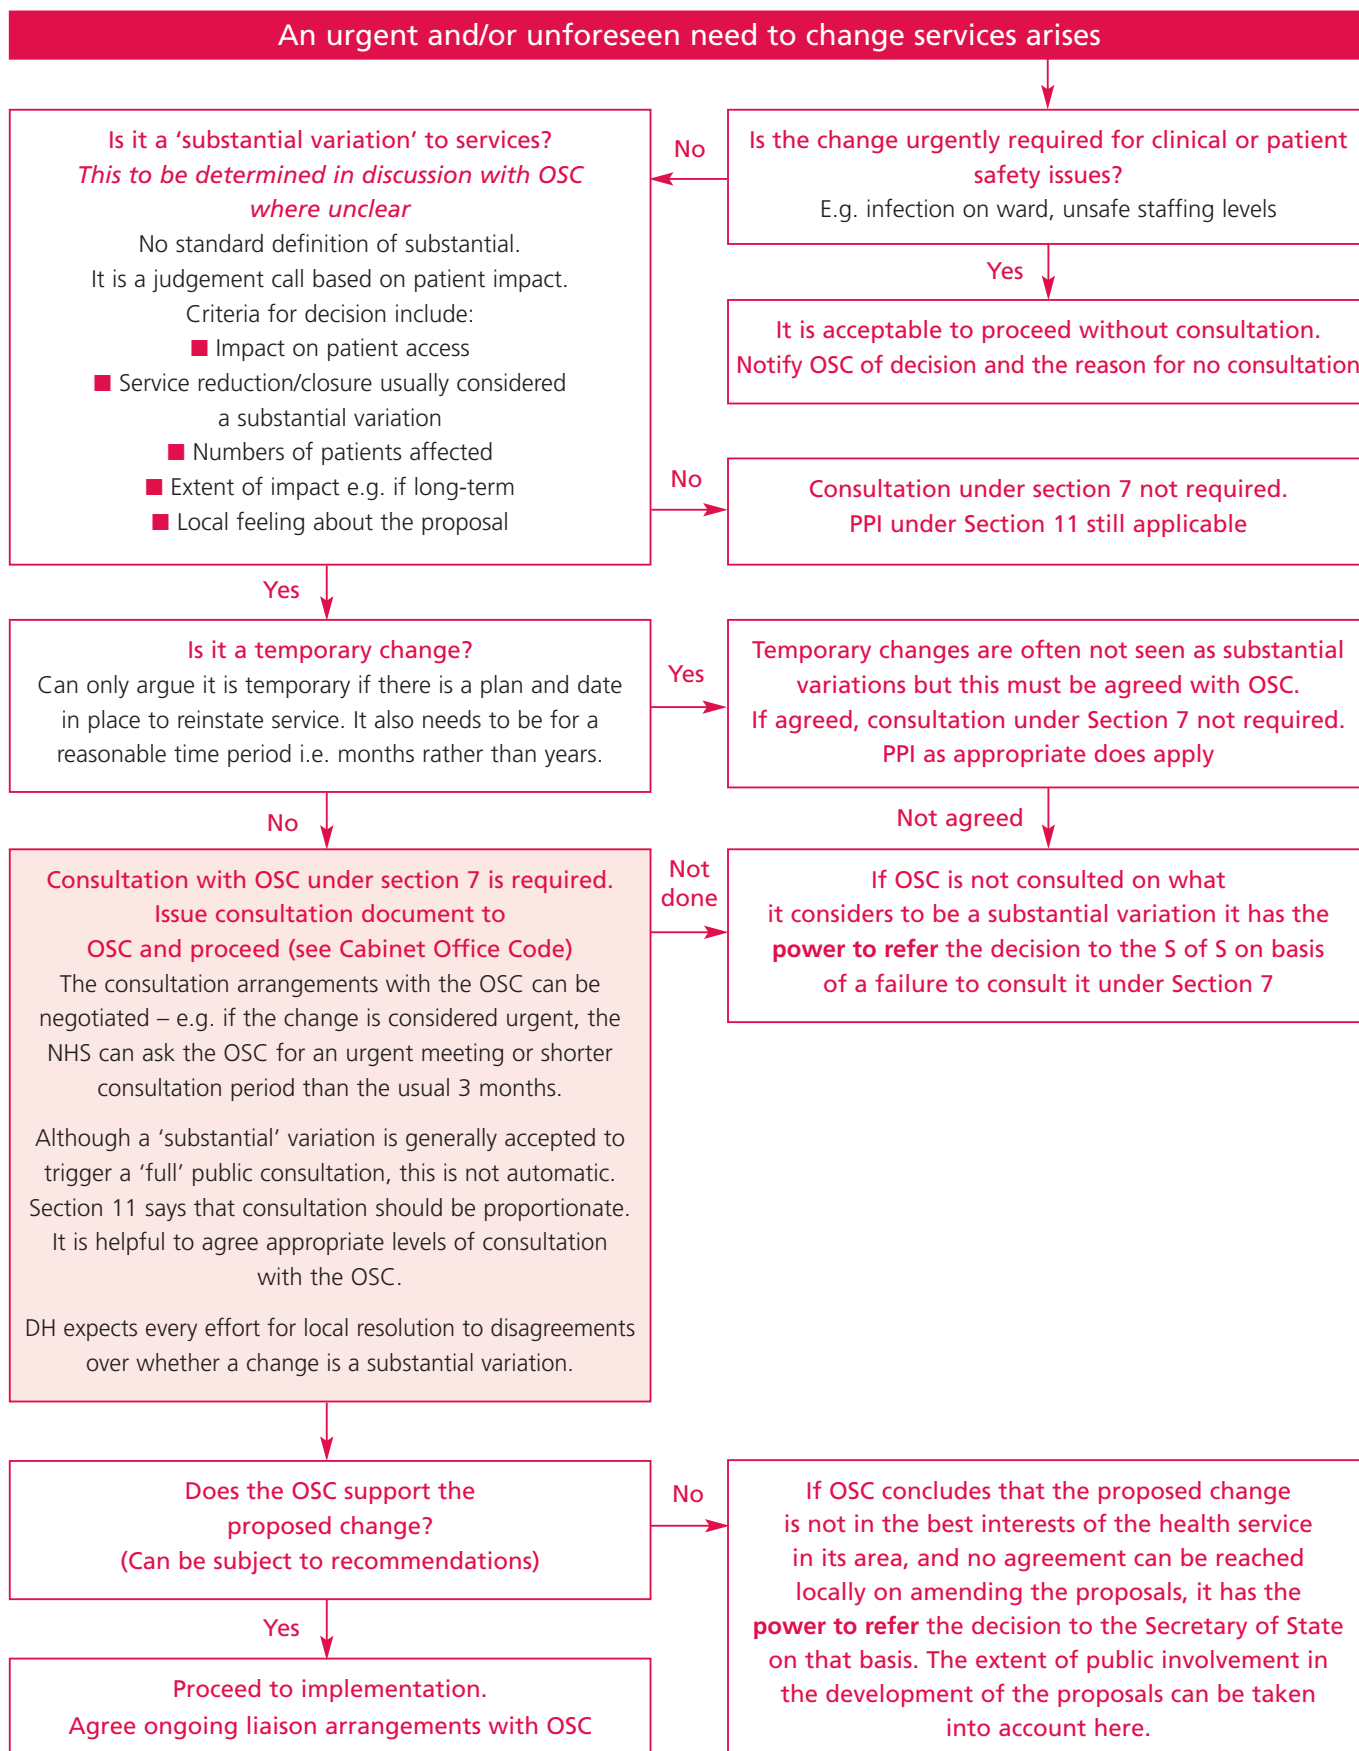 An urgent and/or unforeseen need to change services arises
Is the change urgently required for clinical or patient
safety issues?
E.g. infection on ward, unsafe staffing levels
No
Yes
It is acceptable to proceed without consultation.
Notify OSC of decision and the reason for no consultation
Is it a ‘substantial variation’ to services?
This to be determined in discussion with OSC
where unclear
No standard definition of substantial.
It is a judgement call based on patient impact.
Criteria for decision include:
■ Impact on patient access
■ Service reduction/closure usually considered
a substantial variation
■ Numbers of patients affected
■ Extent of impact e.g. if long-term
■ Local feeling about the proposal
No
Consultation under section 7 not required.
PPI under Section 11 still applicable
Yes
Is it a temporary change?
Can only argue it is temporary if there is a plan and date
in place to reinstate service. It also needs to be for a
reasonable time period i.e. months rather than years.
Yes
Temporary changes are often not seen as substantial
variations but this must be agreed with OSC.
If agreed, consultation under Section 7 not required.
PPI as appropriate does apply
No
Not agreed
Consultation with OSC under section 7 is required.
Issue consultation document to
OSC and proceed (see Cabinet Office Code)
The consultation arrangements with the OSC can be
negotiated – e.g. if the change is considered urgent, the
NHS can ask the OSC for an urgent meeting or shorter
consultation period than the usual 3 months.
Although a ‘substantial’ variation is generally accepted to
trigger a ‘full’ public consultation, this is not automatic.
Section 11 says that consultation should be proportionate.
It is helpful to agree appropriate levels of consultation
with the OSC.
DH expects every effort for local resolution to disagreements
over whether a change is a substantial variation.
Not
done
If OSC is not consulted on what
it considers to be a substantial variation it has the
power to refer the decision to the S of S on basis
of a failure to consult it under Section 7
Does the OSC support the
proposed change?
(Can be subject to recommendations)
No
If OSC concludes that the proposed change
is not in the best interests of the health service
in its area, and no agreement can be reached
locally on amending the proposals, it has the
power to refer the decision to the Secretary of State
on that basis. The extent of public involvement in
the development of the proposals can be taken
into account here.
Yes
Proceed to implementation.
Agree ongoing liaison arrangements with OSC